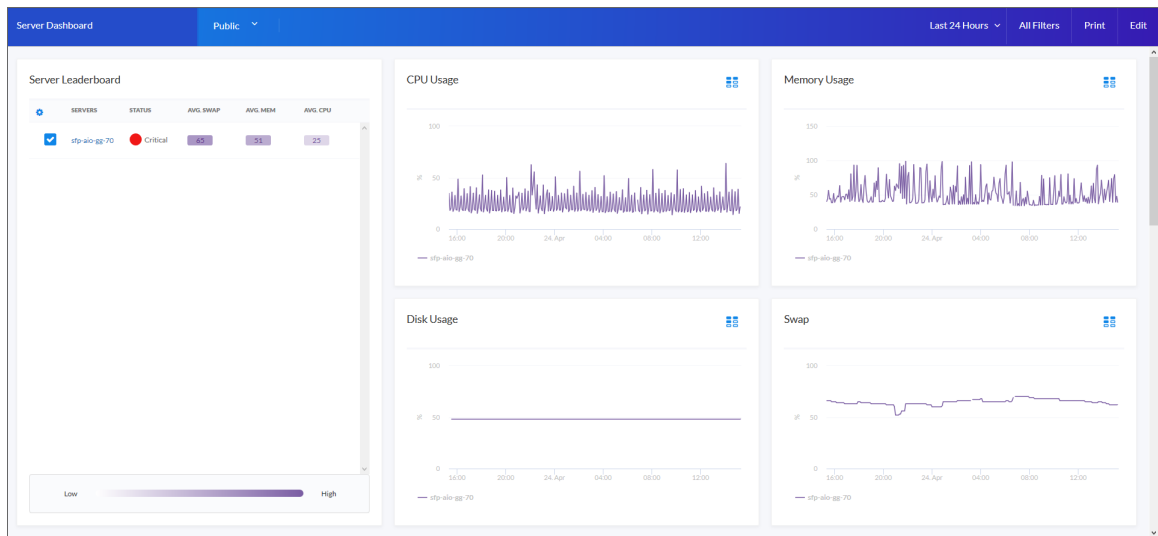 Server Dashboard Public Last 24 Hours All Filters Print Edit
Server Leaderboard
SERVERS STATUS AVG. SWAP AVG. MEM AVG. CPU
sfp-aio-gg-70 Critical 65 51 25
Low High
CPU Usage
100
% 50
0
16:00 20:00 24. Apr 04:00 08:00 12:00
sfp-aio-gg-70
Memory Usage
150
100
%
50
0
16:00 20:00 24. Apr 04:00 08:00 12:00
sfp-aio-gg-70
Disk Usage
100
% 50
0
16:00 20:00 24. Apr 04:00 08:00 12:00
sfp-aio-gg-70
Swap
100
% 50
0
16:00 20:00 24. Apr 04:00 08:00 12:00
sfp-aio-gg-70